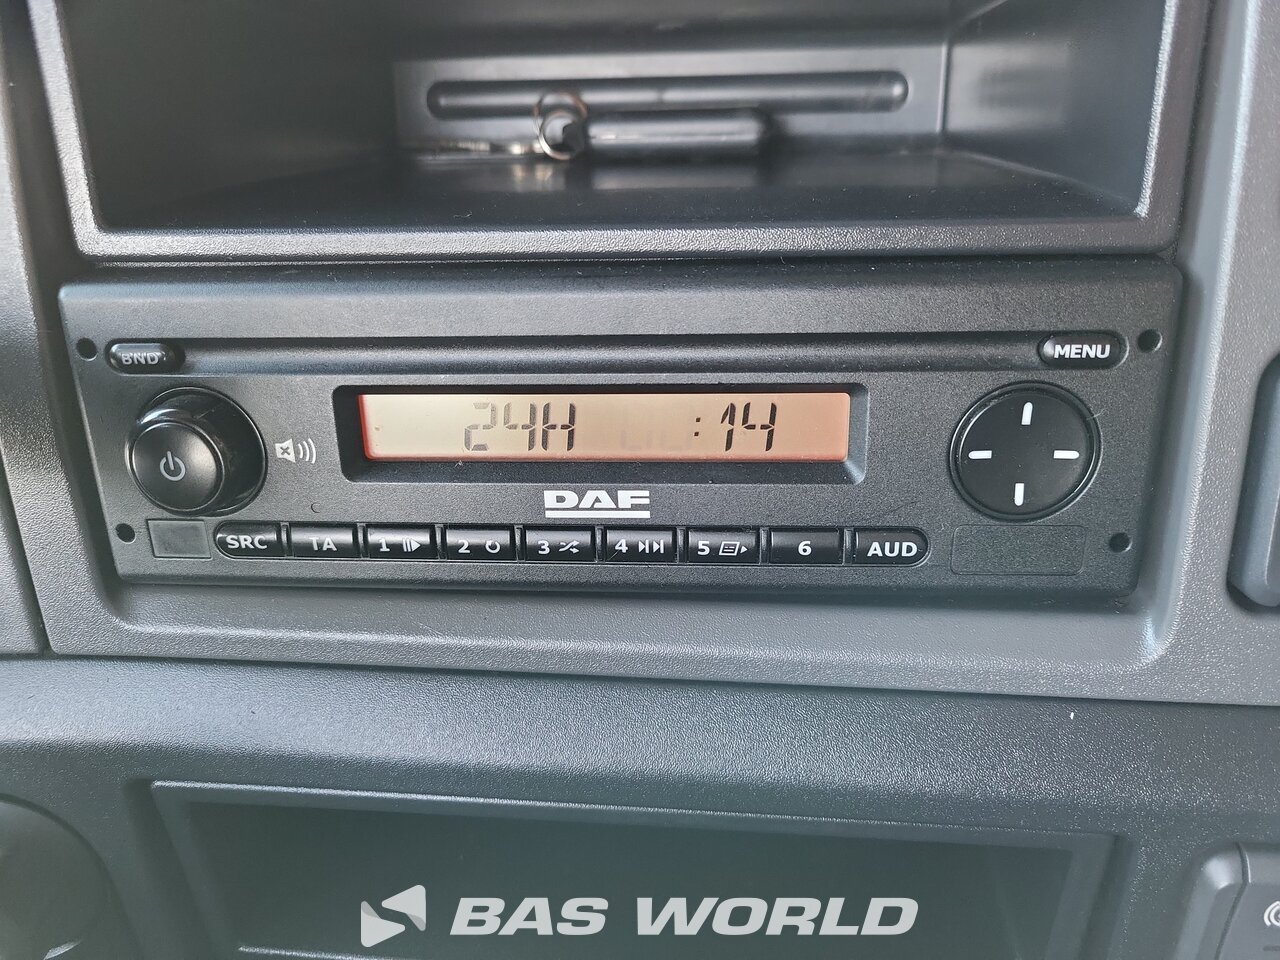 BND
MENU
24H :14
DAF
SRC TA 1 2 3 4 5 6 AUD
BAS WORLD